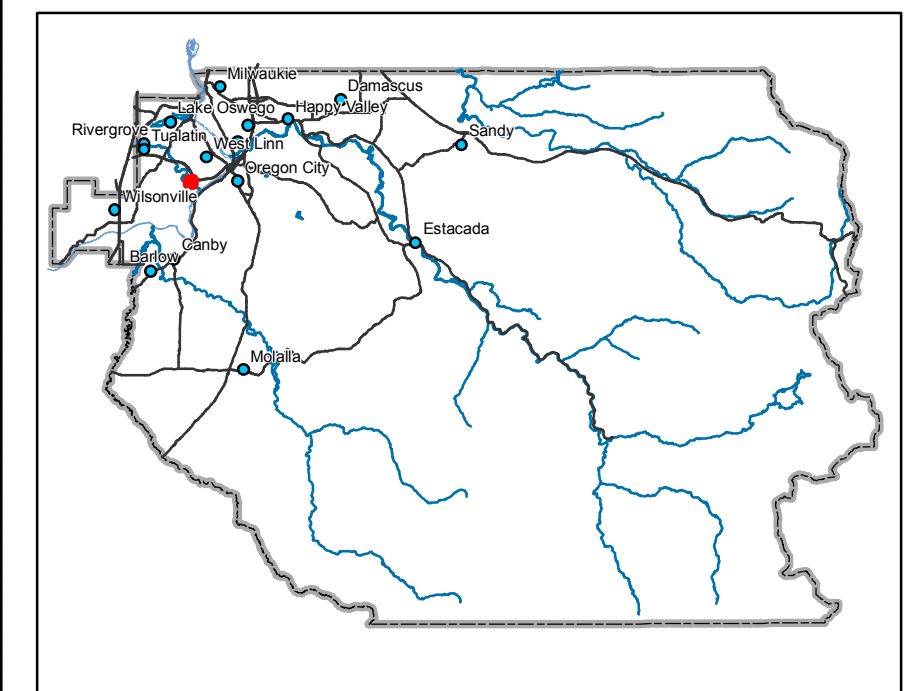 Milwaukie
Damascus
Lake Oswego
Happy Valley
Rivergrove
Tualatin
Sandy
West Linn
Oregon City
Wilsonville
Estacada
Canby
Barlow
Molalla